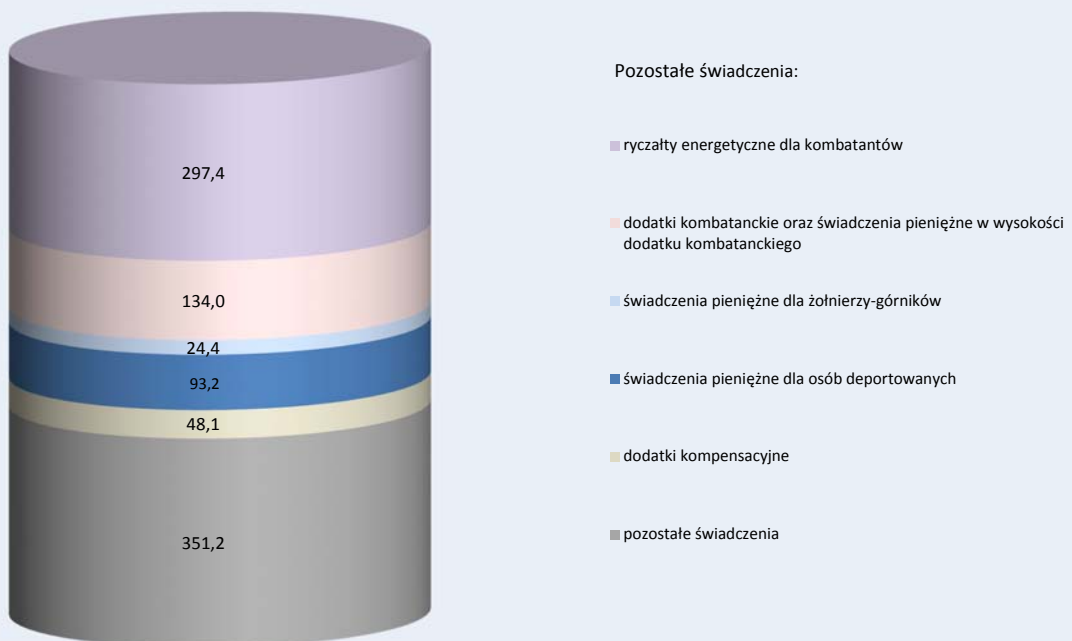 297,4
134,0
24,4
93,2
48,1
351,2
Pozostałe świadczenia:
ryczałty energetyczne dla kombatantów
dodatki kombatanckie oraz świadczenia pieniężne w wysokości
dodatku kombatanckiego
świadczenia pieniężne dla żołnierzy-górników
świadczenia pieniężne dla osób deportowanych
dodatki kompensacyjne
pozostałe świadczenia